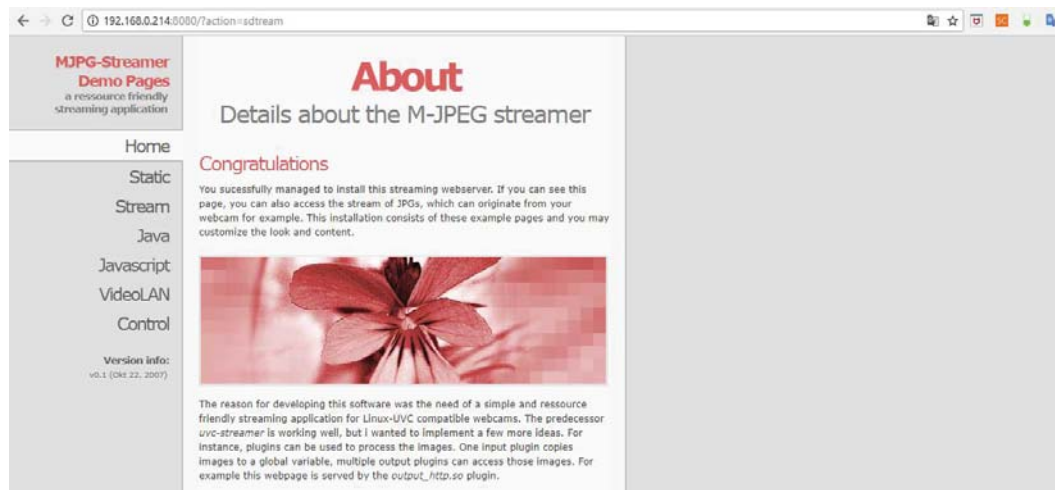 192.168.0.214:8080/?action=sdtream
MJPG-Streamer
Demo Pages
a ressource friendly
streaming application
Home
Static
Stream
Java
Javascript
VideoLAN
Control
Version info:
v0.1 (Okt 22, 2007)
About
Details about the M-JPEG streamer
Congratulations
You sucessfully managed to install this streaming webserver. If you can see this
page, you can also access the stream of JPGs, which can originate from your
webcam for example. This installation consists of these example pages and you may
customize the look and content.
The reason for developing this software was the need of a simple and ressource
friendly streaming application for Linux-UVC compatible webcams. The predecessor
uvc-streamer is working well, but i wanted to implement a few more ideas. For
instance, plugins can be used to process the images. One input plugin copies
images to a global variable, multiple output plugins can access those images. For
example this webpage is served by the output_http.so plugin.